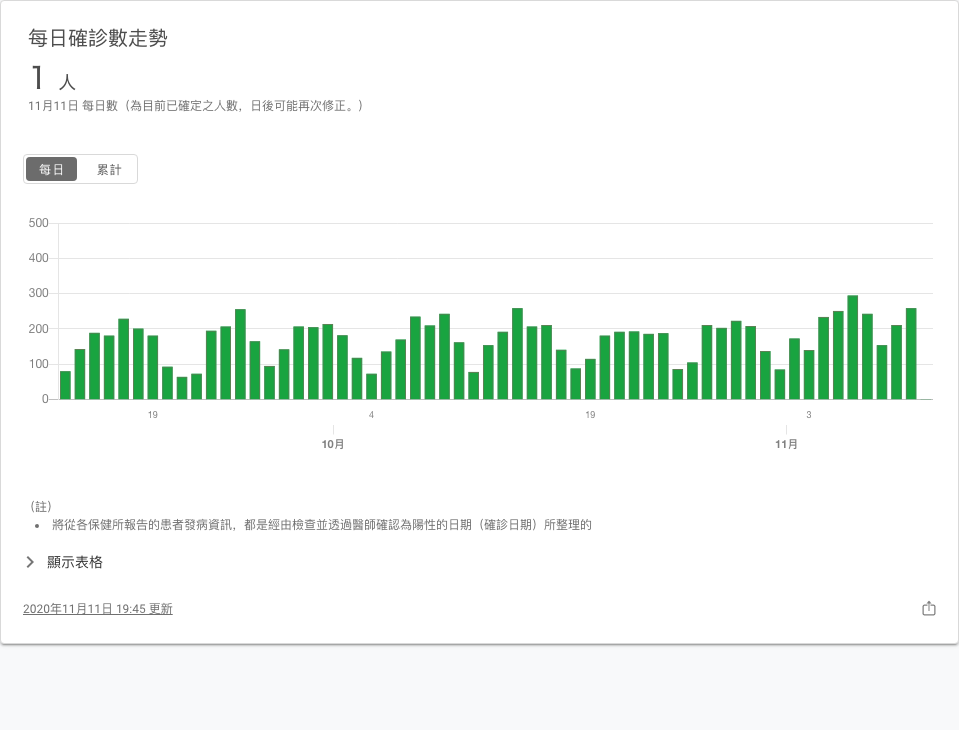 每日確診數走勢
1 人
11月11日 每日數（為目前已確定之人數，日後可能再次修正。）
每日 累計
500
400
300
200
100
0
19 4 19 3
10月 11月
（註）
• 將從各保健所報告的患者發病資訊，都是經由檢查並透過醫師確認為陽性的日期（確診日期）所整理的
顯示表格
2020年11月11日 19:45 更新